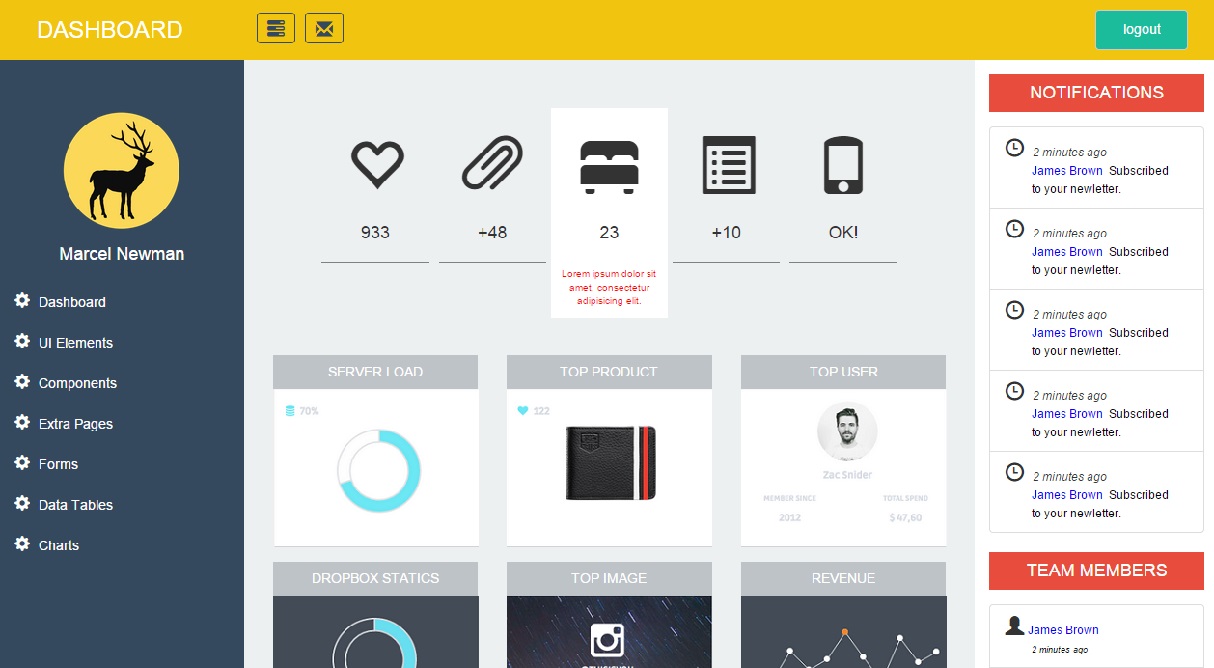 DASHBOARD
logout
Marcel Newman
Dashboard
UI Elements
Components
Extra Pages
Forms
Data Tables
Charts
933
+48
23
+10
OK!
Lorem ipsum dolor sit
amet consectetur
adipisicing elit.
SERVER LOAD
70%
TOP PRODUCT
122
TOP USER
Zac Snider
MEMBER SINCE
TOTAL SPEND
2012
$ 47,60
DROPBOX STATICS
TOP IMAGE
REVENUE
NOTIFICATIONS
2 minutes ago
James Brown Subscribed
to your newletter.
2 minutes ago
James Brown Subscribed
to your newletter.
2 minutes ago
James Brown Subscribed
to your newletter.
2 minutes ago
James Brown Subscribed
to your newletter.
2 minutes ago
James Brown Subscribed
to your newletter.
TEAM MEMBERS
James Brown
2 minutes ago